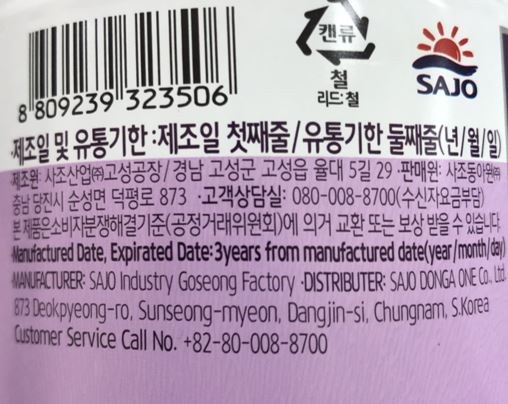 캔류
철
리드:철
SAJO
8 809239 323506
·제조일 및 유통기한:제조일 첫째줄/유통기한 둘째줄(년/월/일)
·제조원: 사조산업㈜고성공장/경남 고성군 고성읍 율대 5길 29 ·판매원: 사조동아원㈜
충남 당진시 순성면 덕평로 873 ·고객상담실: 080-008-8700(수신자요금부담)
본 제품은 소비자분쟁해결기준(공정거래위원회)에 의거 교환 또는 보상 받을 수 있습니다.
·Manufactured Date, Expirated Date: 3years from manufactured date(year/month/day)
·MANUFACTURER: SAJO Industry Goseong Factory ·DISTRIBUTER: SAJO DONGA ONE Co., Ltd.
873 Deokpyeong-ro, Sunseong-myeon, Dangjin-si, Chungnam, S.Korea
Customer Service Call No. +82-80-008-8700